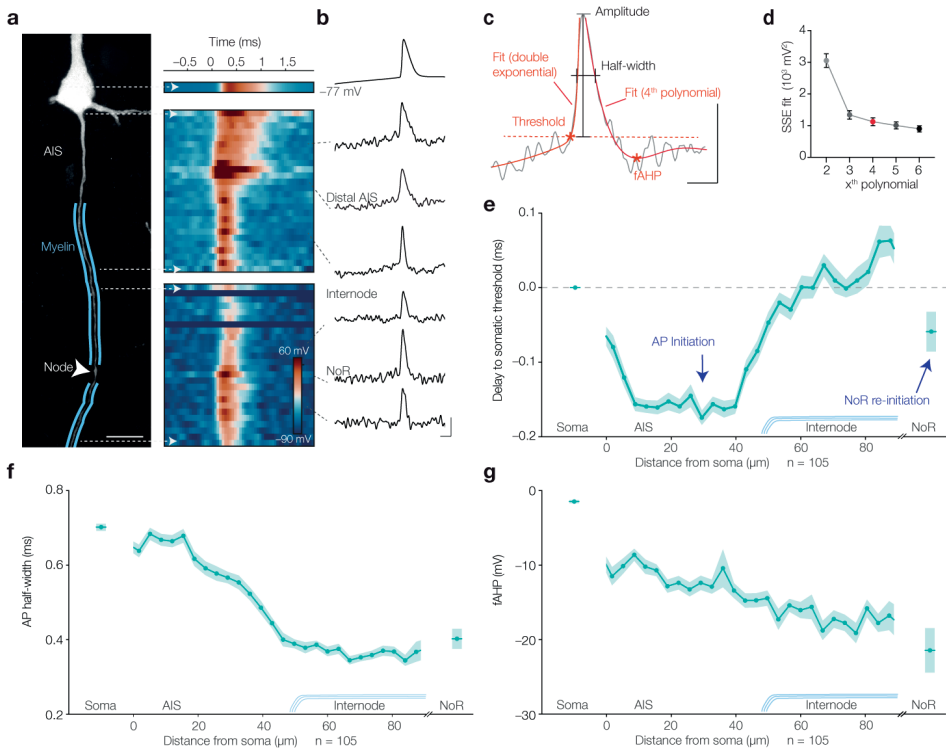 a
Time (ms)
0 0.5 1.5
−77 mV
AIS
Myelin
Node
60 mV
−90 mV
b
Distal AIS
Internode
NoR
c
Amplitude
Fit (double
exponential)
Half-width
Fit (4th polynomial)
Threshold
fAHP
d
4
3
2
1
0
SSE fit (10³ mV²)
2 3 4 5 6
xth polynomial
e
Delay to somatic threshold (ms)
0.0
−0.1
−0.2
AP Initiation
NoR re-initiation
Soma AIS Internode NoR
0 20 40 60 80
Distance from soma (µm) n = 105
f
AP half-width (ms)
0.8
0.6
0.4
0.2
Soma AIS Internode NoR
0 20 40 60 80
Distance from soma (µm) n = 105
g
fAHP (mV)
0
−10
−20
−30
Soma AIS Internode NoR
0 20 40 60 80
Distance from soma (µm) n = 105